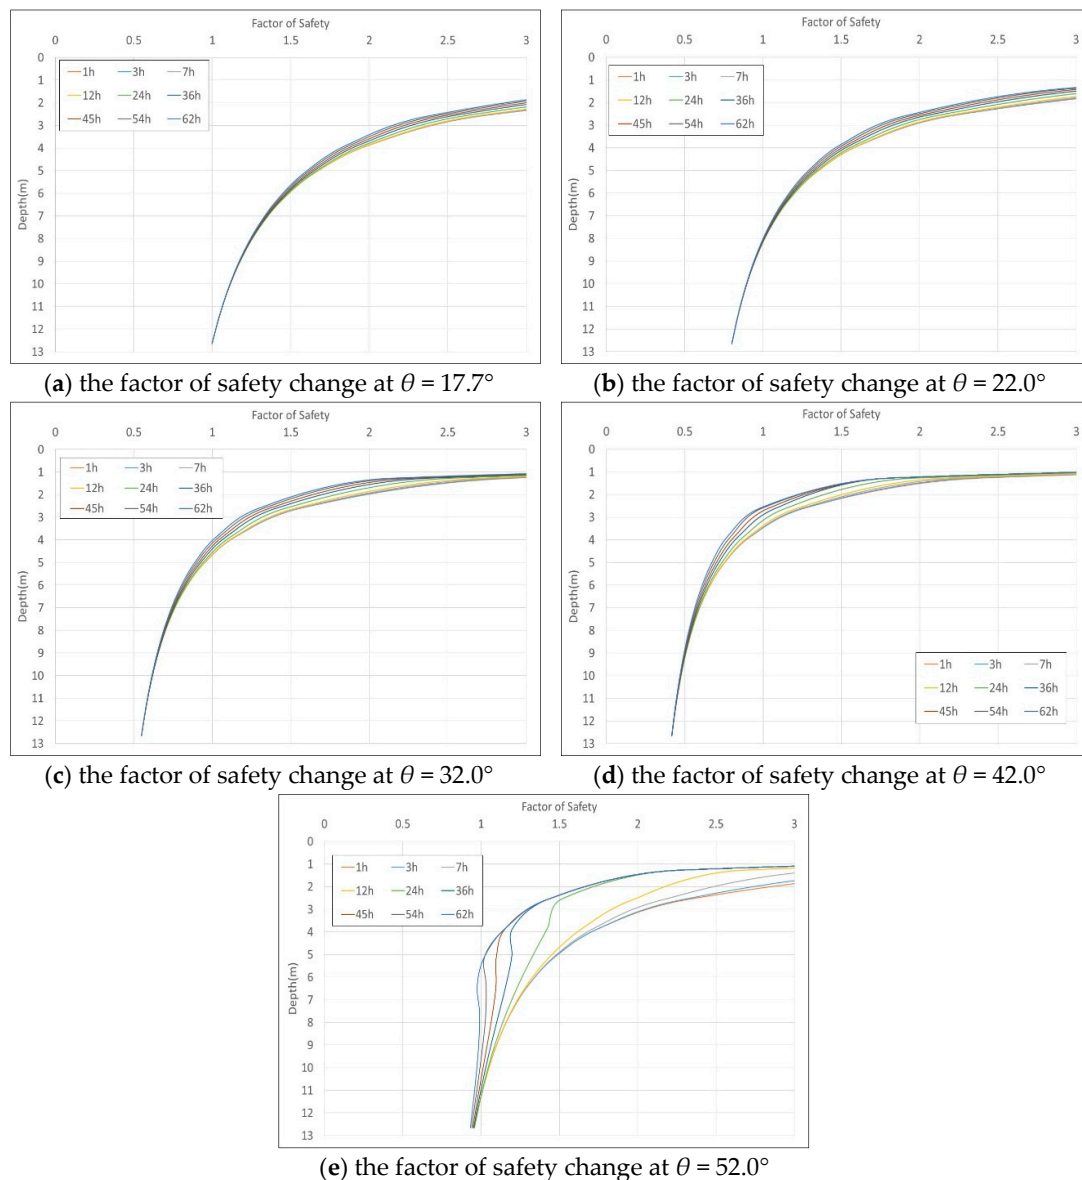 Factor of Safety
0 0.5 1 1.5 2 2.5 3
0
1h 3h 7h
12h 24h 36h
45h 54h 62h
1
2
3
4
5
6
7
8
9
10
11
12
13
Depth(m)
(a) the factor of safety change at θ = 17.7°
Factor of Safety
0 0.5 1 1.5 2 2.5 3
0
1h 3h 7h
12h 24h 36h
45h 54h 62h
1
2
3
4
5
6
7
8
9
10
11
12
13
Depth(m)
(b) the factor of safety change at θ = 22.0°
Factor of Safety
0 0.5 1 1.5 2 2.5 3
0
1h 3h 7h
12h 24h 36h
45h 54h 62h
1
2
3
4
5
6
7
8
9
10
11
12
13
Depth(m)
(c) the factor of safety change at θ = 32.0°
Factor of Safety
0 0.5 1 1.5 2 2.5 3
0
1
2
3
4
5
6
7
8
9
10
11
12
13
Depth(m)
1h 3h 7h
12h 24h 36h
45h 54h 62h
(d) the factor of safety change at θ = 42.0°
Factor of Safety
0 0.5 1 1.5 2 2.5 3
0
1h 3h 7h
12h 24h 36h
45h 54h 62h
1
2
3
4
5
6
7
8
9
10
11
12
13
Depth(m)
(e) the factor of safety change at θ = 52.0°